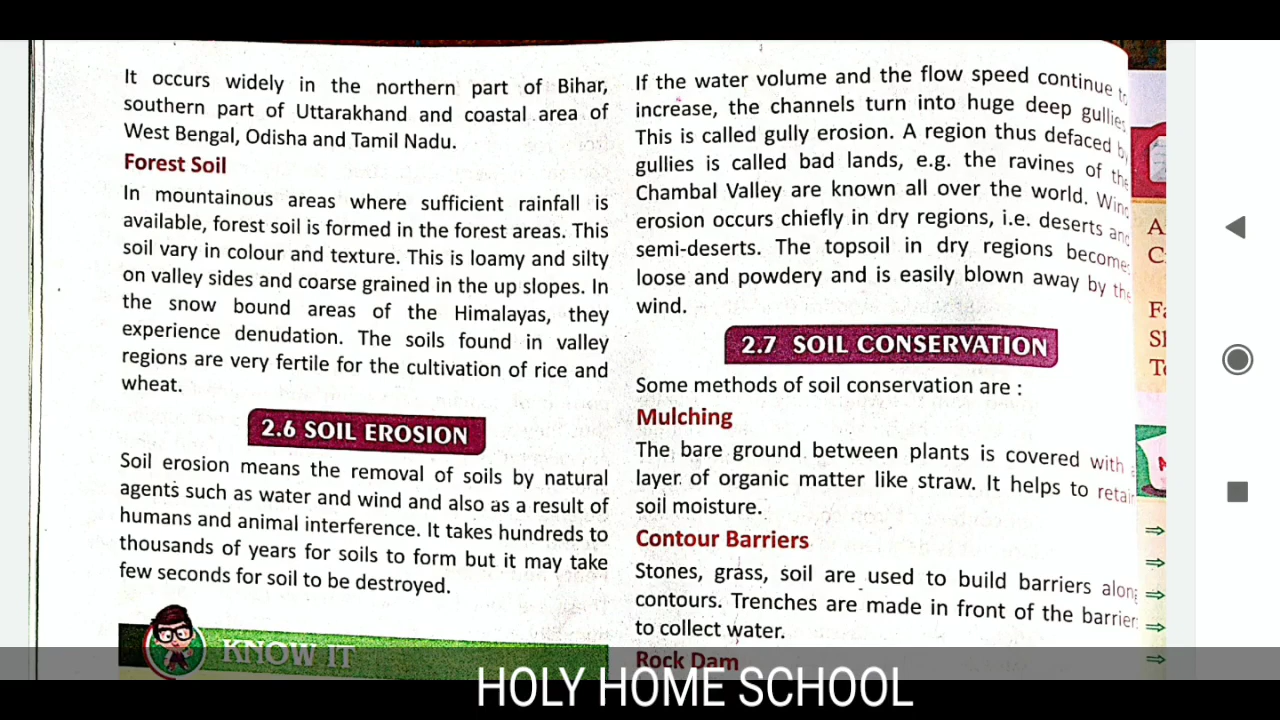 It occurs widely in the northern part of Bihar,
southern part of Uttarakhand and coastal area of
West Bengal, Odisha and Tamil Nadu.
Forest Soil
In mountainous areas where sufficient rainfall is
available, forest soil is formed in the forest areas. This
soil vary in colour and texture. This is loamy and silty
on valley sides and coarse grained in the up slopes. In
the snow bound areas of the Himalayas, they
experience denudation. The soils found in valley
regions are very fertile for the cultivation of rice and
wheat.
2.6 SOIL EROSION
Soil erosion means the removal of soils by natural
agents such as water and wind and also as a result of
humans and animal interference. It takes hundreds to
thousands of years for soils to form but it may take
few seconds for soil to be destroyed.
KNOW IT
If the water volume and the flow speed continue to
increase, the channels turn into huge deep gullies
This is called gully erosion. A region thus defaced by
gullies is called bad lands, e.g. the ravines of the
Chambal Valley are known all over the world. Wind
erosion occurs chiefly in dry regions, i.e. deserts and
semi-deserts. The topsoil in dry regions become
loose and powdery and is easily blown away by the
wind.
2.7 SOIL CONSERVATION
Some methods of soil conservation are :
Mulching
The bare ground between plants is covered with a
layer of organic matter like straw. It helps to retain
soil moisture.
Contour Barriers
Stones, grass, soil are used to build barriers along
contours. Trenches are made in front of the barrier
to collect water.
Rock Dam
HOLY HOME SCHOOL